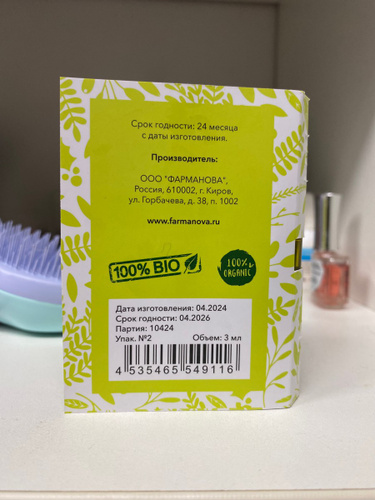 Срок годности: 24 месяца
с даты изготовления.
Производитель:
ООО "ФАРМАНОВА",
Россия, 610002, г. Киров,
ул. Горбачева, д. 38, п. 1002
www.farmanova.ru
100% BIO
100%
ORGANIC
Дата изготовления: 04.2024
Срок годности: 04.2026
Партия: 10424
Упак. №2 Объем: 3 мл
4 535465 549116